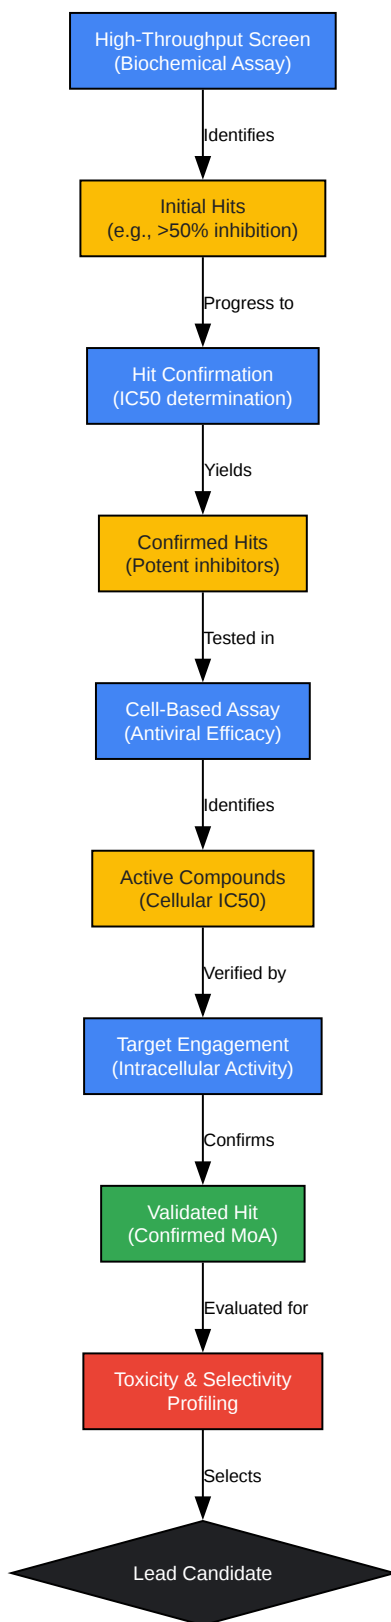 High-Throughput Screen
(Biochemical Assay)
Identifies
Initial Hits
(e.g., >50% inhibition)
Progress to
Hit Confirmation
(IC50 determination)
Yields
Confirmed Hits
(Potent inhibitors)
Tested in
Cell-Based Assay
(Antiviral Efficacy)
Identifies
Active Compounds
(Cellular IC50)
Verified by
Target Engagement
(Intracellular Activity)
Confirms
Validated Hit
(Confirmed MoA)
Evaluated for
Toxicity & Selectivity
Profiling
Selects
Lead Candidate